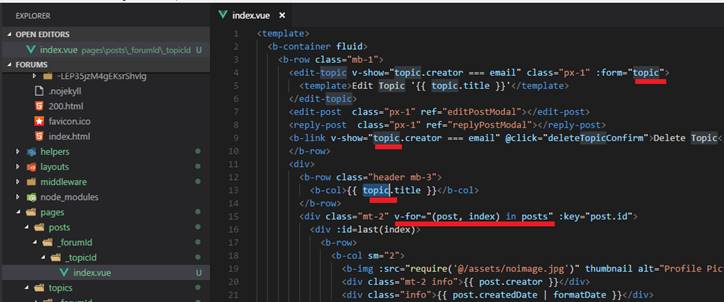 EXPLORER
OPEN EDITORS
index.vue pages\posts\_forumId\_topicId U
FORUMS
-LEP35jzM4gEKsrShvlg
.nojekyll
200.html
favicon.ico
index.html
helpers
layouts
middleware
node_modules
pages
posts
_forumId
_topicId
index.vue U
topics
index.vue ×
1 <template>
2 <b-container fluid>
3 <b-row class="mb-1">
4 <edit-topic v-show="topic.creator === email" class="px-1" :form="topic">
5 <template>Edit Topic '{{ topic.title }}'</template>
6 </edit-topic>
7 <edit-post class="px-1" ref="editPostModal"></edit-post>
8 <reply-post class="px-1" ref="replyPostModal"></reply-post>
9 <b-link v-show="topic.creator === email" @click="deleteTopicConfirm">Delete Topic<
10 </b-row>
11 <div>
12 <b-row class="header mb-3">
13 <b-col>{{ topic.title }}</b-col>
14 </b-row>
15 <div class="mt-2" v-for="(post, index) in posts" :key="post.id">
16 <div :id=last(index)>
17 <b-row>
18 <b-col sm="2">
19 <b-img :src="require('@/assets/noimage.jpg')" thumbnail alt="Profile Pic
20 <div class="mt-2 info">{{ post.creator }}</div>
21 <div class="info">{{ post.createdDate | formatDate }}</div>